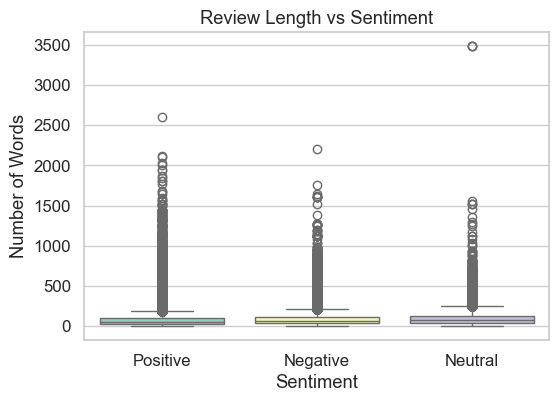 Review Length vs Sentiment
3500
3000
2500
2000
1500
1000
500
0
Number of Words
Positive
Negative
Neutral
Sentiment